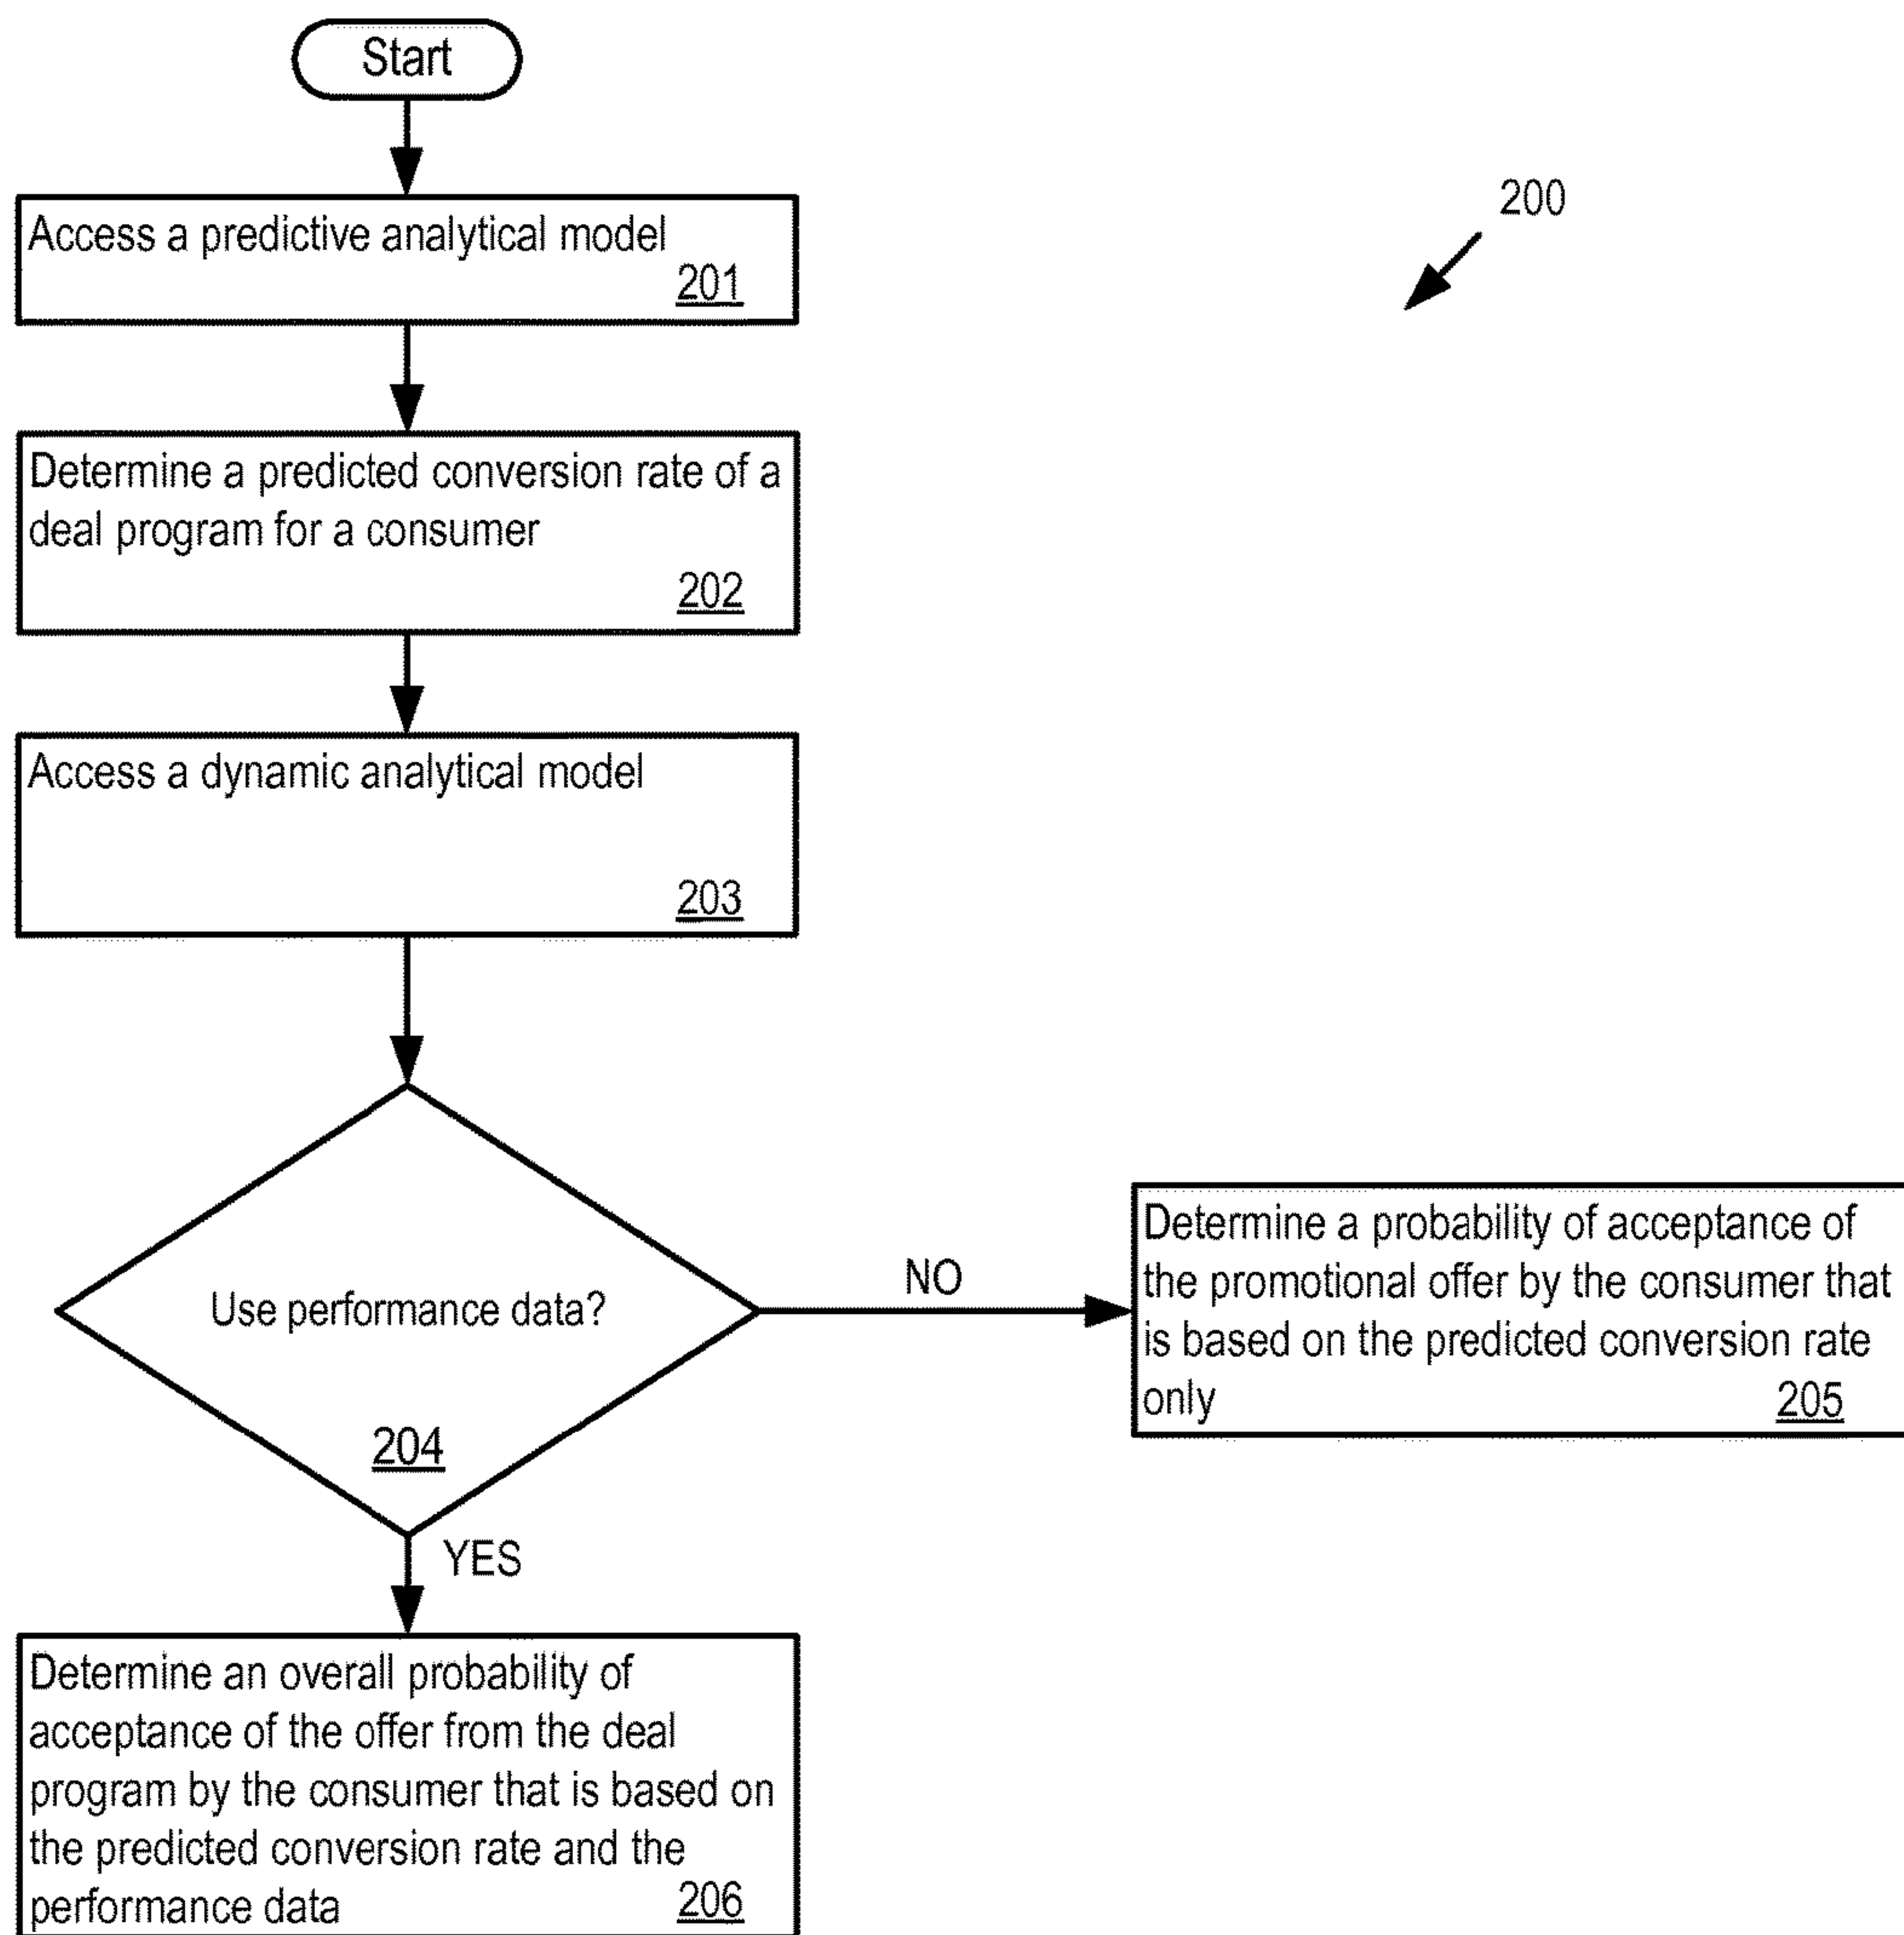 Start
200
Access a predictive analytical model
201
Determine a predicted conversion rate of a
deal program for a consumer
202
Access a dynamic analytical model
203
Use performance data?
204
NO
Determine a probability of acceptance of
the promotional offer by the consumer that
is based on the predicted conversion rate
only
205
YES
Determine an overall probability of
acceptance of the offer from the deal
program by the consumer that is based on
the predicted conversion rate and the
performance data
206